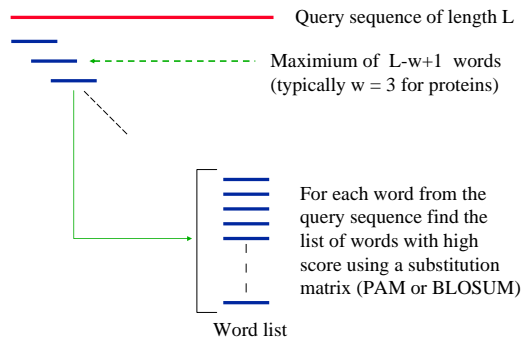 Query sequence of length L
Maximium of L-w+1 words
(typically w = 3 for proteins)
For each word from the
query sequence find the
list of words with high
score using a substitution
matrix (PAM or BLOSUM)
Word list